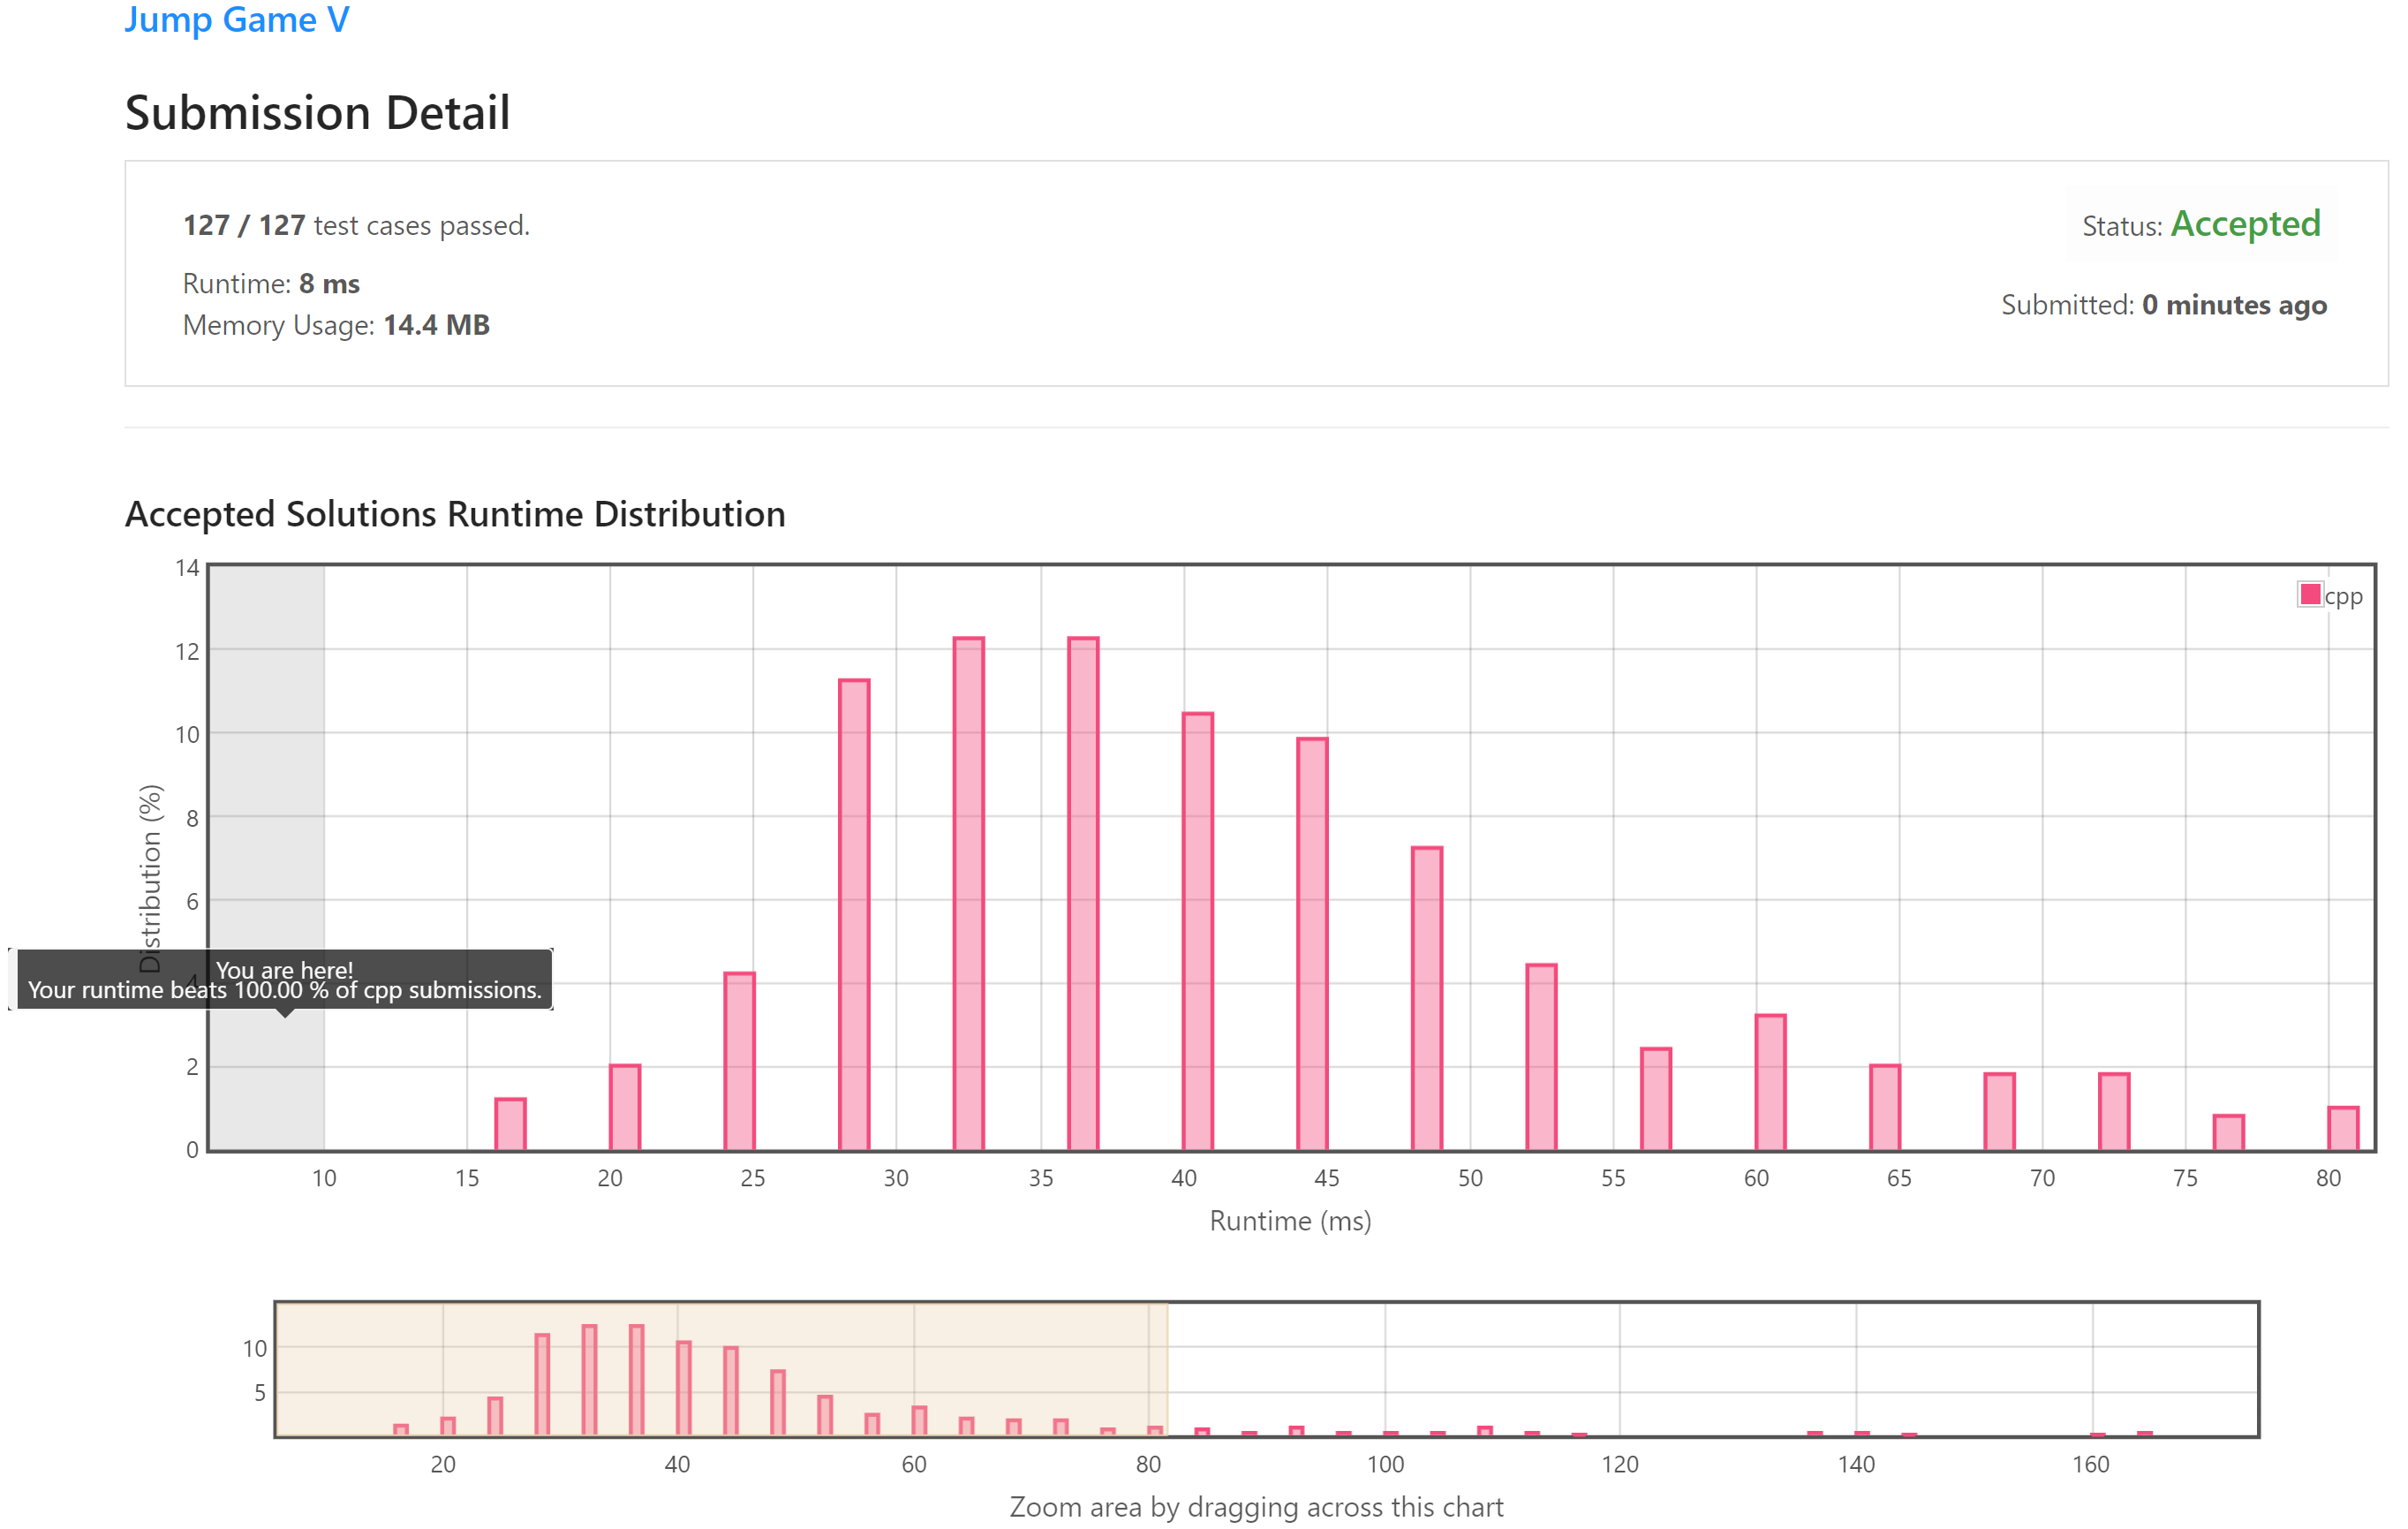 Jump Game V
Submission Detail
127 / 127 test cases passed.
Status: Accepted
Runtime: 8 ms
Submitted: 0 minutes ago
Memory Usage: 14.4 MB
Accepted Solutions Runtime Distribution
14
12
10
8
6
4
2
0
Distribution (%)
cpp
You are here!
Your runtime beats 100.00 % of cpp submissions.
10 15 20 25 30 35 40 45 50 55 60 65 70 75 80
Runtime (ms)
10
5
20 40 60 80 100 120 140 160
Zoom area by dragging across this chart